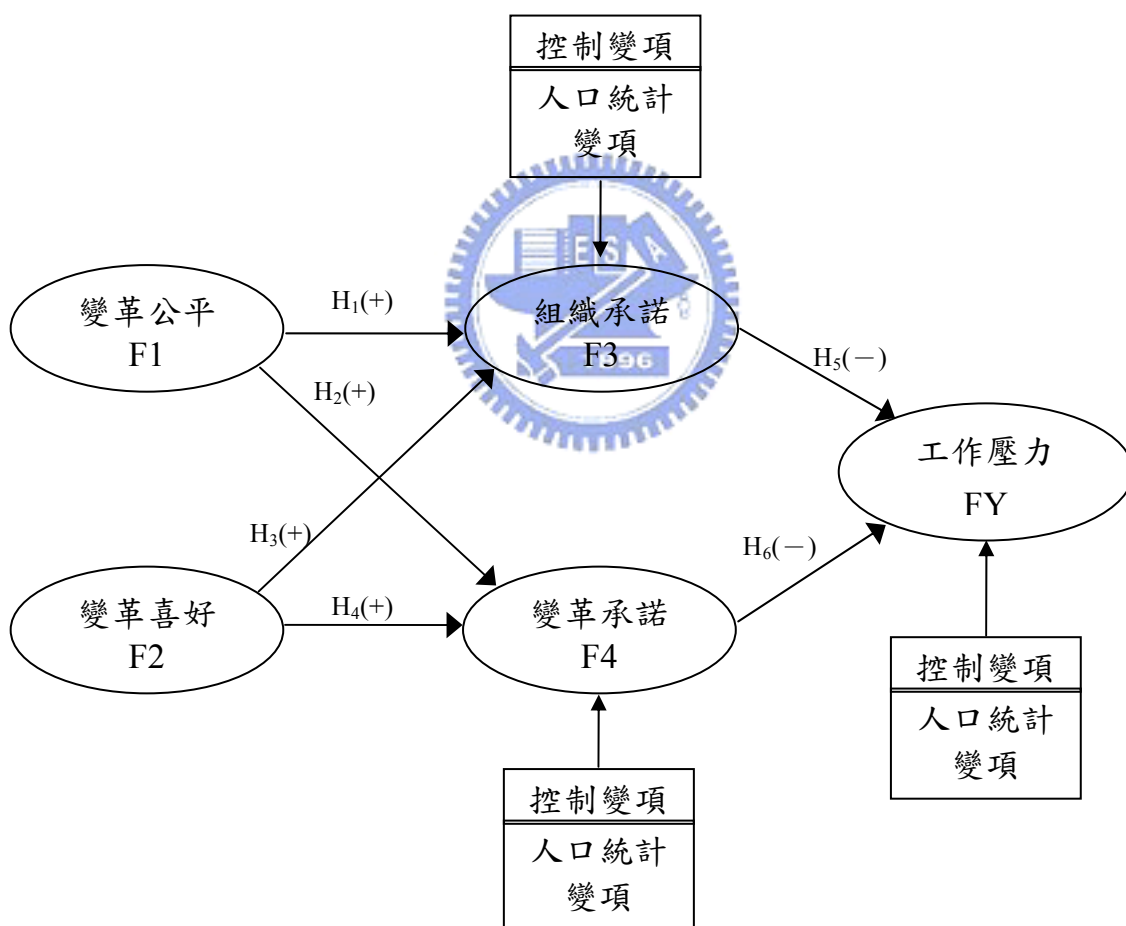 控制變項
人口統計
變項
E S A
1996
變革公平
F1
H₁(+)
組織承諾
F3
H₂(+)
H₅(－)
工作壓力
FY
H₃(+)
H₆(－)
變革喜好
F2
H₄(+)
變革承諾
F4
控制變項
人口統計
變項
控制變項
人口統計
變項